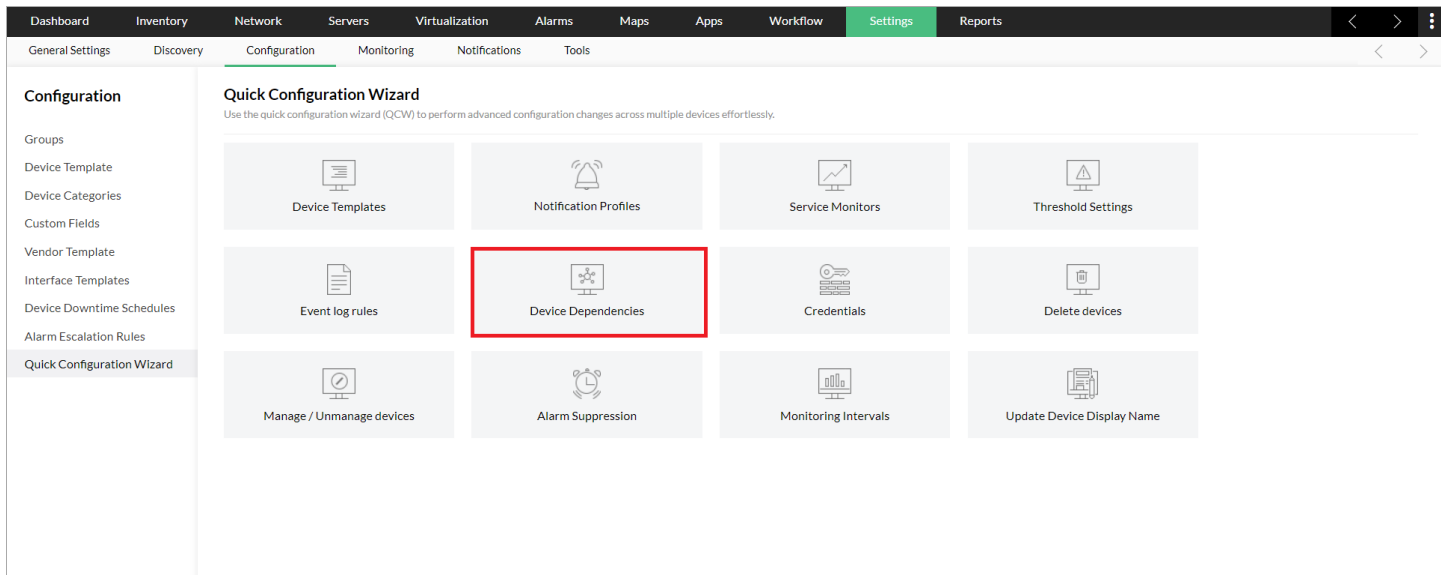 Dashboard Inventory Network Servers Virtualization Alarms Maps Apps Workflow Settings Reports
General Settings Discovery Configuration Monitoring Notifications Tools
Configuration
Groups
Device Template
Device Categories
Custom Fields
Vendor Template
Interface Templates
Device Downtime Schedules
Alarm Escalation Rules
Quick Configuration Wizard
Quick Configuration Wizard
Use the quick configuration wizard (QCW) to perform advanced configuration changes across multiple devices effortlessly.
Device Templates Notification Profiles Service Monitors Threshold Settings
Event log rules Device Dependencies Credentials Delete devices
Manage / Unmanage devices Alarm Suppression Monitoring Intervals Update Device Display Name